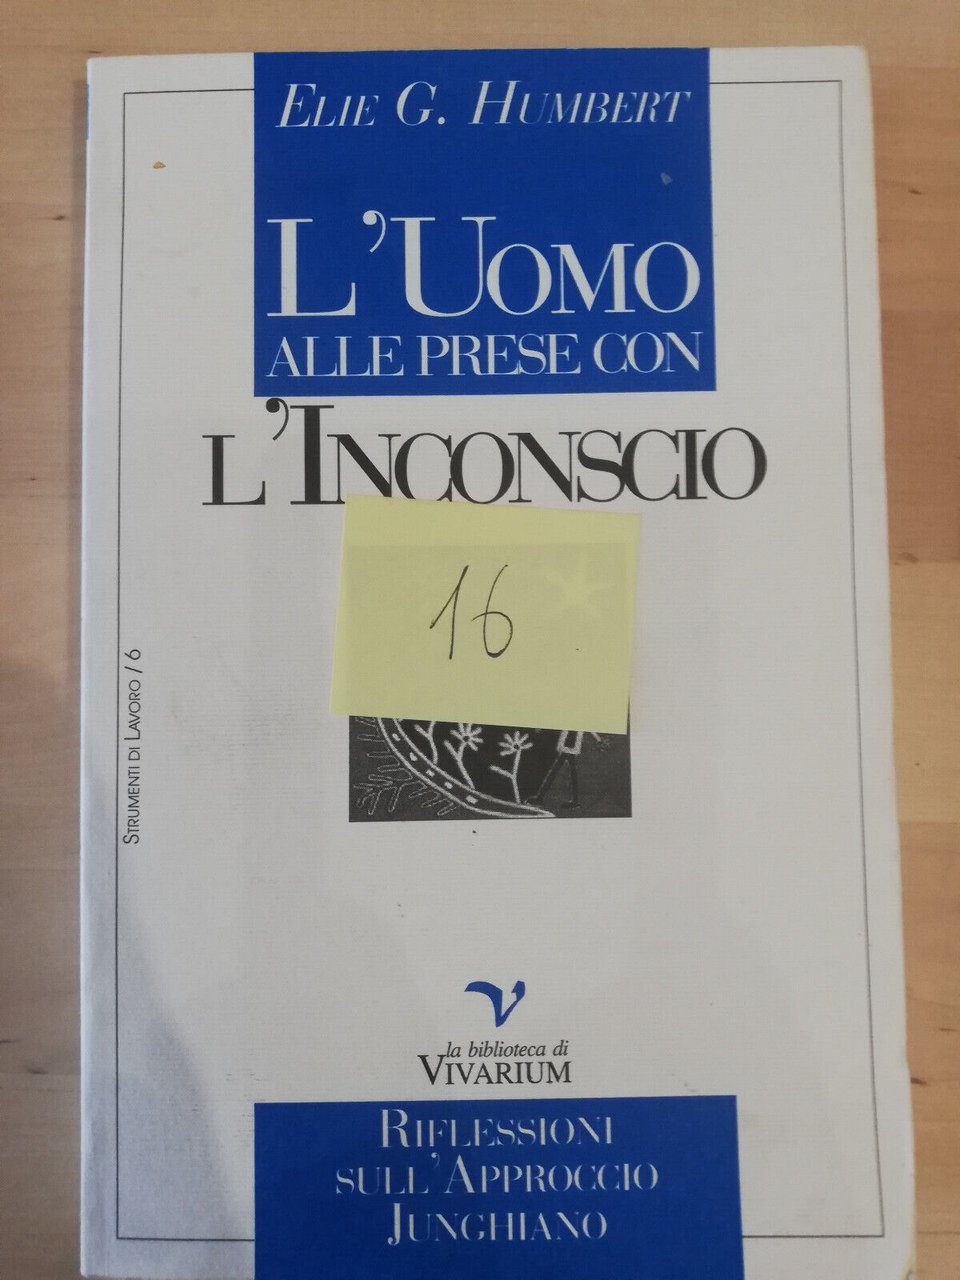 ELIE G. HUMBERT
L'UOMO
ALLE PRESE CON
L'INCONSCIO
16
STRUMENTI DI LAVORO / 6
la biblioteca di
VIVARIUM
RIFLESSIONI
SULL'APPROCCIO
JUNGHIANO